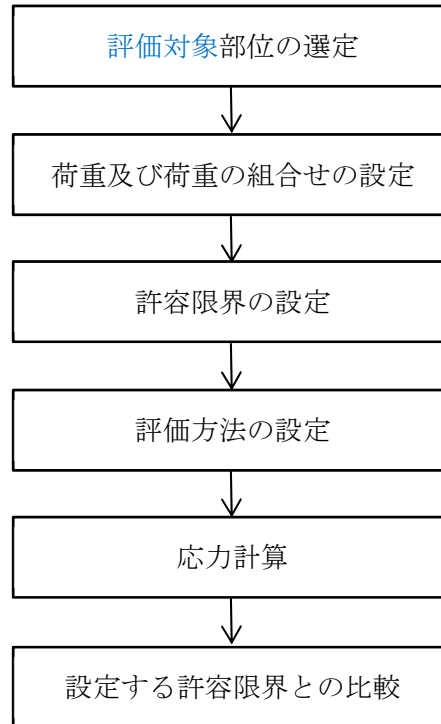 評価対象部位の選定
荷重及び荷重の組合せの設定
許容限界の設定
評価方法の設定
応力計算
設定する許容限界との比較